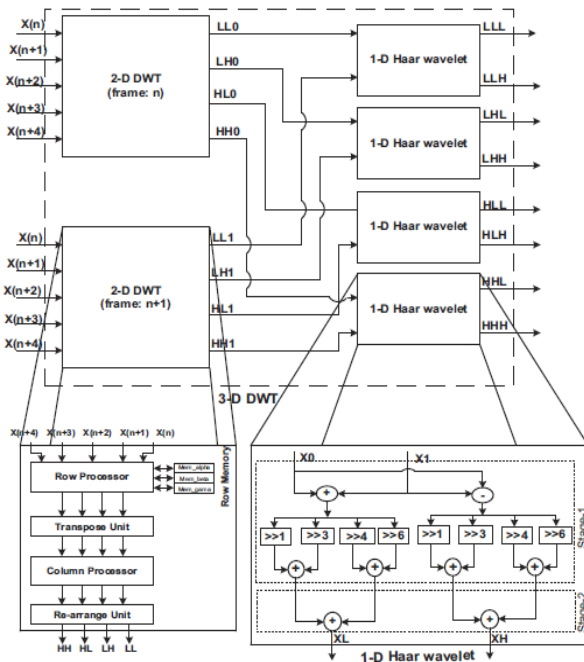 X(n)
X(n+1)
X(n+2)
X(n+3)
X(n+4)
2-D DWT
(frame: n)
LL0
LH0
HL0
HH0
1-D Haar wavelet
LLL
LLH
1-D Haar wavelet
LHL
LHH
1-D Haar wavelet
HLL
HLH
X(n)
X(n+1)
X(n+2)
X(n+3)
X(n+4)
2-D DWT
(frame: n+1)
LL1
LH1
HL1
HH1
1-D Haar wavelet
HHL
HHH
3-D DWT
X(n+4) X(n+3) X(n+2) X(n+1) X(n)
Row Processor
Mem_alpha
Mem_beta
Mem_gama
Row Memory
Transpose Unit
Column Processor
Re-arrange Unit
HH HL LH LL
X0 X1
+ -
>>1 >>3 >>4 >>6 >>1 >>3 >>4 >>6
+ + + +
Stage-1
+ +
Stage-2
XL XH
1-D Haar wavelet